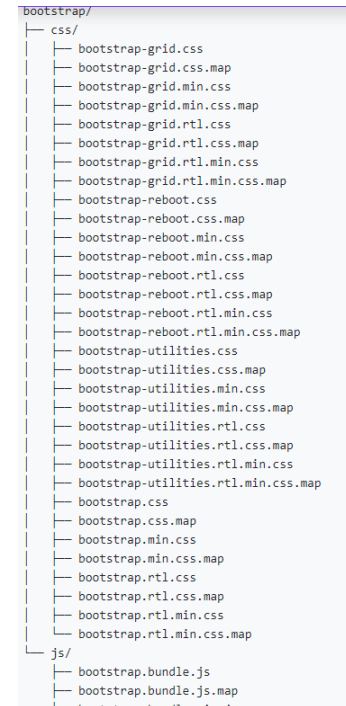 bootstrap/
├── css/
│   ├── bootstrap-grid.css
│   ├── bootstrap-grid.css.map
│   ├── bootstrap-grid.min.css
│   ├── bootstrap-grid.min.css.map
│   ├── bootstrap-grid.rtl.css
│   ├── bootstrap-grid.rtl.css.map
│   ├── bootstrap-grid.rtl.min.css
│   ├── bootstrap-grid.rtl.min.css.map
│   ├── bootstrap-reboot.css
│   ├── bootstrap-reboot.css.map
│   ├── bootstrap-reboot.min.css
│   ├── bootstrap-reboot.min.css.map
│   ├── bootstrap-reboot.rtl.css
│   ├── bootstrap-reboot.rtl.css.map
│   ├── bootstrap-reboot.rtl.min.css
│   ├── bootstrap-reboot.rtl.min.css.map
│   ├── bootstrap-utilities.css
│   ├── bootstrap-utilities.css.map
│   ├── bootstrap-utilities.min.css
│   ├── bootstrap-utilities.min.css.map
│   ├── bootstrap-utilities.rtl.css
│   ├── bootstrap-utilities.rtl.css.map
│   ├── bootstrap-utilities.rtl.min.css
│   ├── bootstrap-utilities.rtl.min.css.map
│   ├── bootstrap.css
│   ├── bootstrap.css.map
│   ├── bootstrap.min.css
│   ├── bootstrap.min.css.map
│   ├── bootstrap.rtl.css
│   ├── bootstrap.rtl.css.map
│   ├── bootstrap.rtl.min.css
│   └── bootstrap.rtl.min.css.map
└── js/
    ├── bootstrap.bundle.js
    ├── bootstrap.bundle.js.map